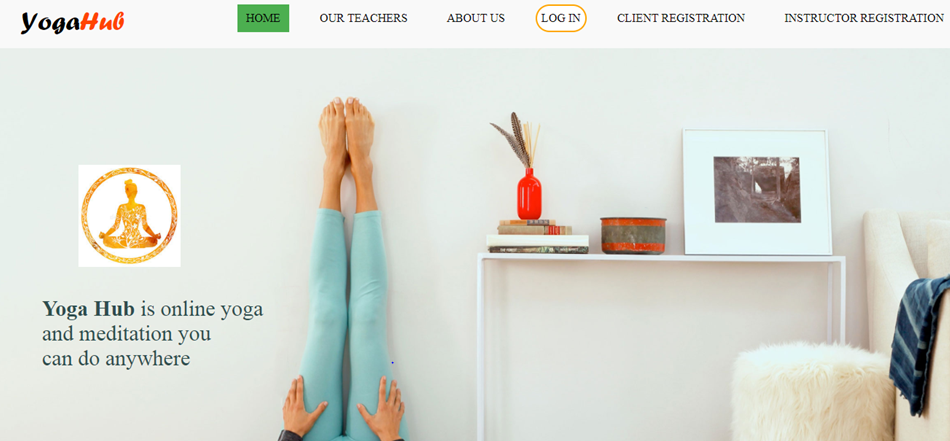 YogaHub
HOME OUR TEACHERS ABOUT US LOG IN CLIENT REGISTRATION INSTRUCTOR REGISTRATION
Yoga Hub is online yoga
and meditation you
can do anywhere